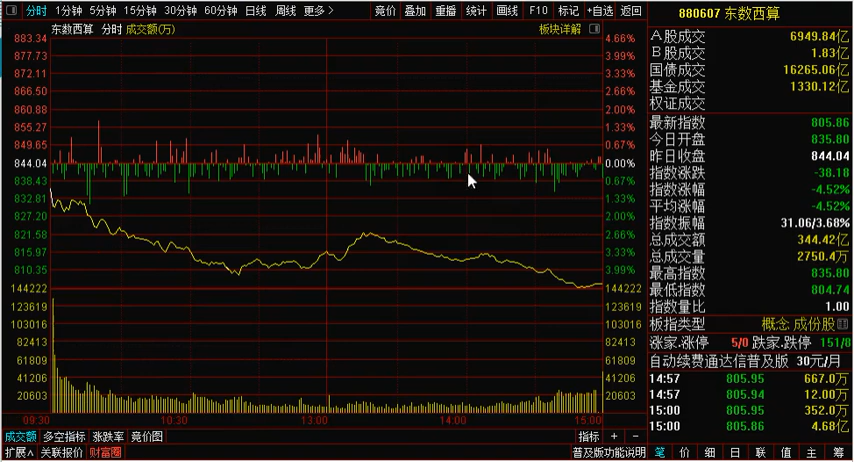 分时 1分钟 5分钟 15分钟 30分钟 60分钟 日线 周线 更多> 竞价 叠加 重播 统计 画线 F10 标记 +自选 返回
880607 东数西算
东数西算 分时 成交额(万) 板块详解
883.34 4.66%
877.73 4.00%
872.11 3.33%
866.50 2.66%
860.88 2.00%
855.27 1.33%
849.65 0.67%
844.04 0.00%
838.43 0.67%
832.81 1.33%
827.20 2.00%
821.58 2.66%
815.97 3.33%
810.35 3.99%
144222 144222
123619 123619
103016 103016
82413 82413
61809 61809
41206 41206
20603 20603
09:30 10:30 13:00 14:00 15:00
成交额 多空指标 涨跌率 竞价图 指标 + -
扩展∧ 关联报价 财富圈 普及版功能说明
A股成交 6949.84亿
B股成交 1.83亿
国债成交 16265.06亿
基金成交 1330.12亿
权证成交
最新指数 805.86
今日开盘 835.80
昨日收盘 844.04
指数涨跌 -38.18
指数涨幅 -4.52%
平均涨幅 -4.52%
指数振幅 31.06/3.68%
总成交额 344.42亿
总成交量 2750.4万
最高指数 835.80
最低指数 804.74
指数量比 1.00
板指类型 概念 成份股
涨家.涨停 5/0 跌家.跌停 151/8
自动续费通达信普及版 30元/月
14:57 805.95 667.0万
14:57 805.94 12.00万
15:00 805.95 352.0万
15:00 805.86 4.68亿
笔 价 细 日 联 值 主 筹